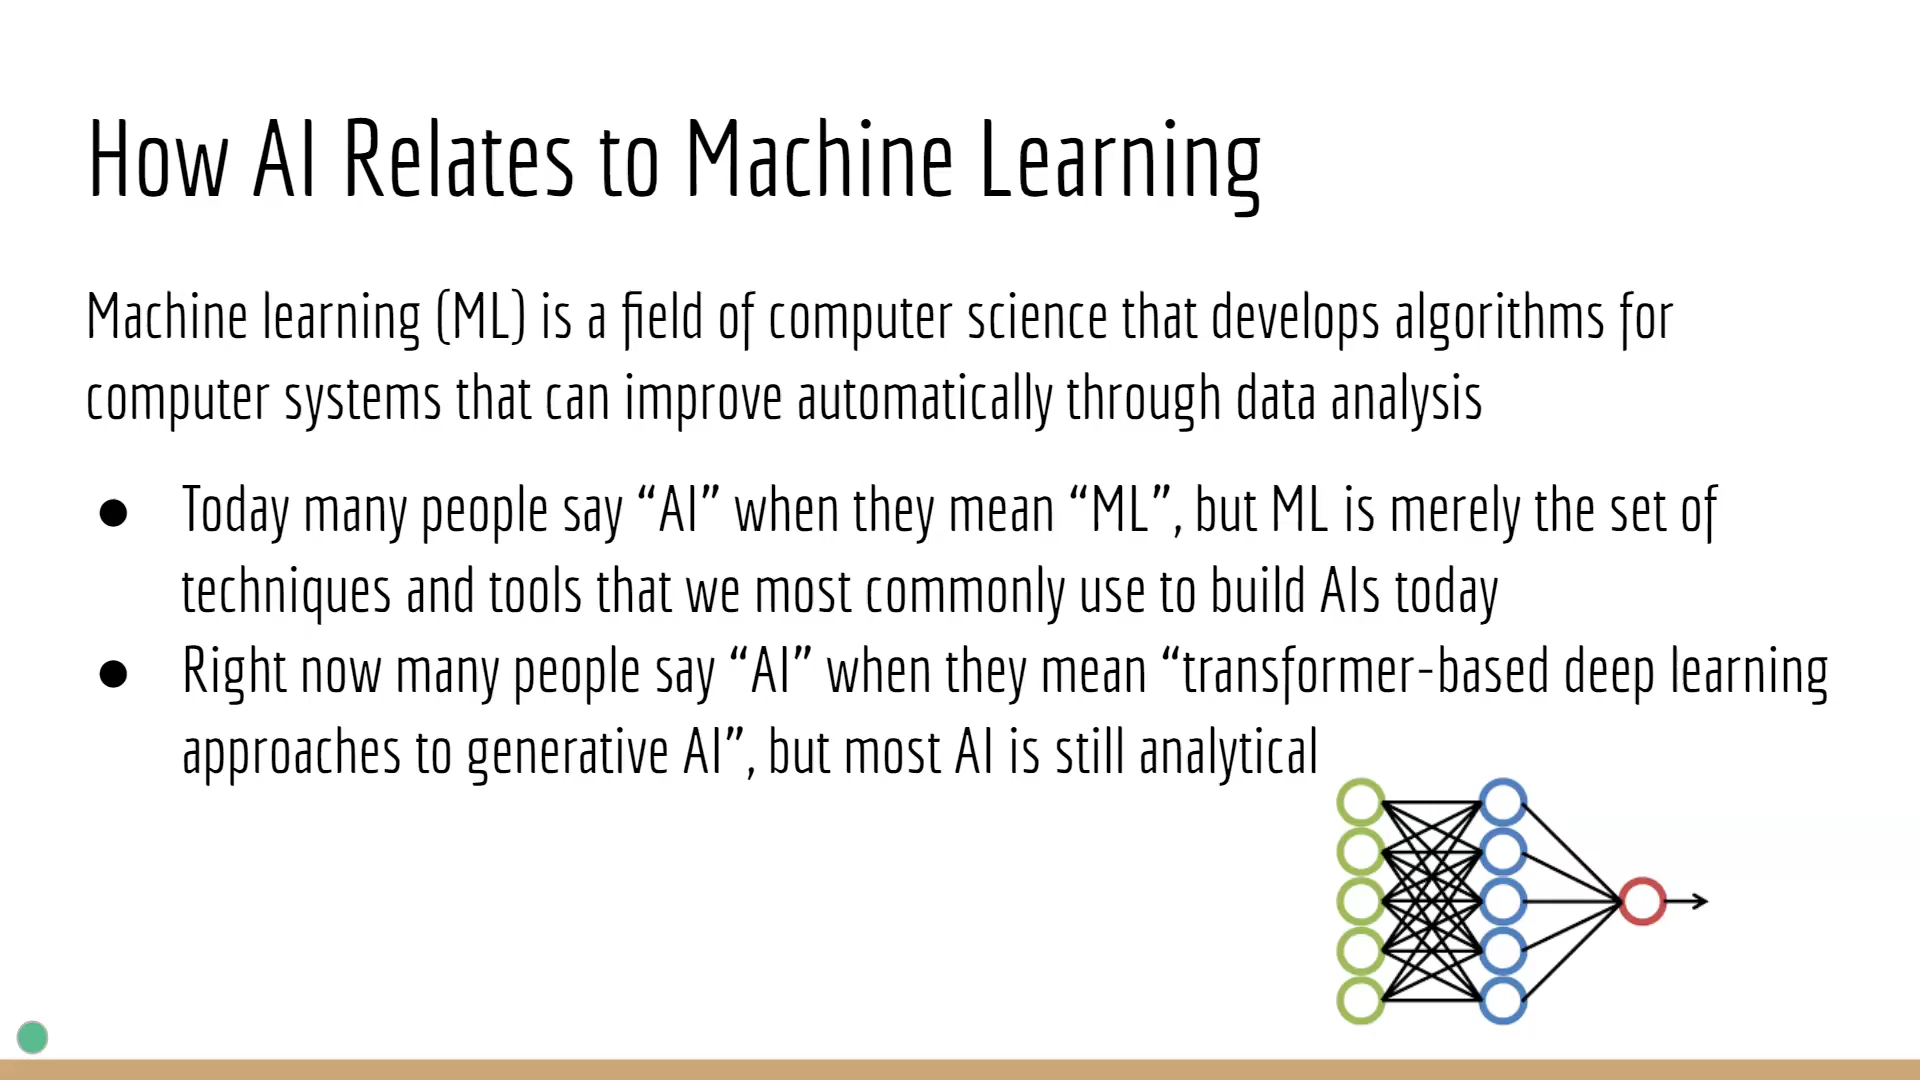 How AI Relates to Machine Learning
Machine learning (ML) is a field of computer science that develops algorithms for
computer systems that can improve automatically through data analysis
● Today many people say “AI” when they mean “ML”, but ML is merely the set of
techniques and tools that we most commonly use to build AIs today
● Right now many people say “AI” when they mean “transformer-based deep learning
approaches to generative AI”, but most AI is still analytical